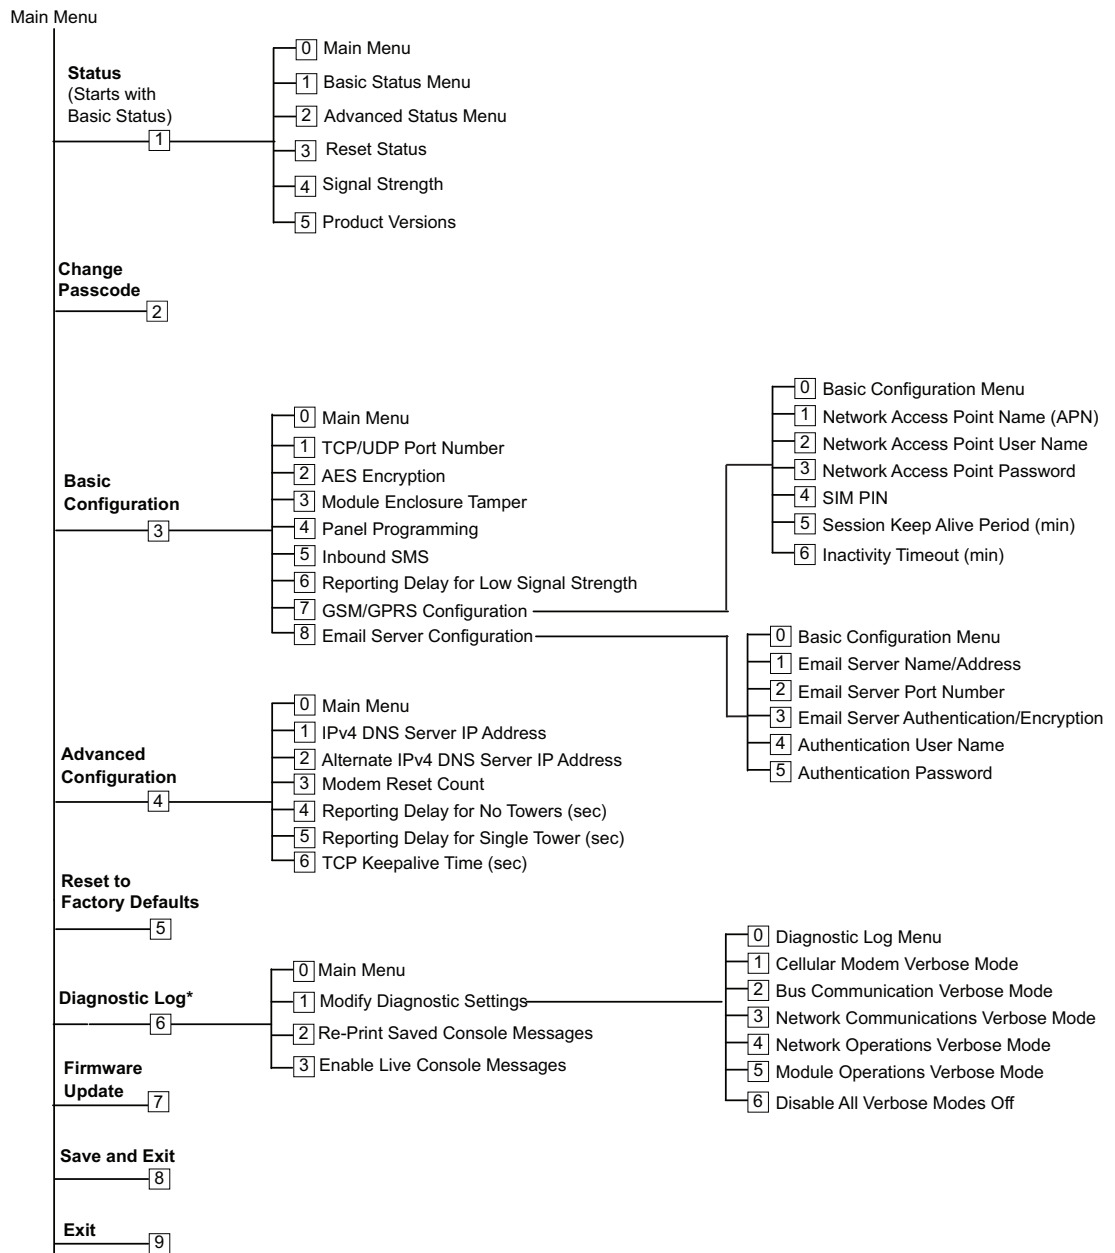 Main Menu
Status
(Starts with
Basic Status)
1
0 Main Menu
1 Basic Status Menu
2 Advanced Status Menu
3 Reset Status
4 Signal Strength
5 Product Versions
Change
Passcode
2
Basic
Configuration
3
0 Main Menu
1 TCP/UDP Port Number
2 AES Encryption
3 Module Enclosure Tamper
4 Panel Programming
5 Inbound SMS
6 Reporting Delay for Low Signal Strength
7 GSM/GPRS Configuration
8 Email Server Configuration
0 Basic Configuration Menu
1 Network Access Point Name (APN)
2 Network Access Point User Name
3 Network Access Point Password
4 SIM PIN
5 Session Keep Alive Period (min)
6 Inactivity Timeout (min)
0 Basic Configuration Menu
1 Email Server Name/Address
2 Email Server Port Number
3 Email Server Authentication/Encryption
4 Authentication User Name
5 Authentication Password
Advanced
Configuration
4
0 Main Menu
1 IPv4 DNS Server IP Address
2 Alternate IPv4 DNS Server IP Address
3 Modem Reset Count
4 Reporting Delay for No Towers (sec)
5 Reporting Delay for Single Tower (sec)
6 TCP Keepalive Time (sec)
Reset to
Factory Defaults
5
Diagnostic Log*
6
0 Main Menu
1 Modify Diagnostic Settings
2 Re-Print Saved Console Messages
3 Enable Live Console Messages
0 Diagnostic Log Menu
1 Cellular Modem Verbose Mode
2 Bus Communication Verbose Mode
3 Network Communications Verbose Mode
4 Network Operations Verbose Mode
5 Module Operations Verbose Mode
6 Disable All Verbose Modes Off
Firmware
Update
7
Save and Exit
8
Exit
9